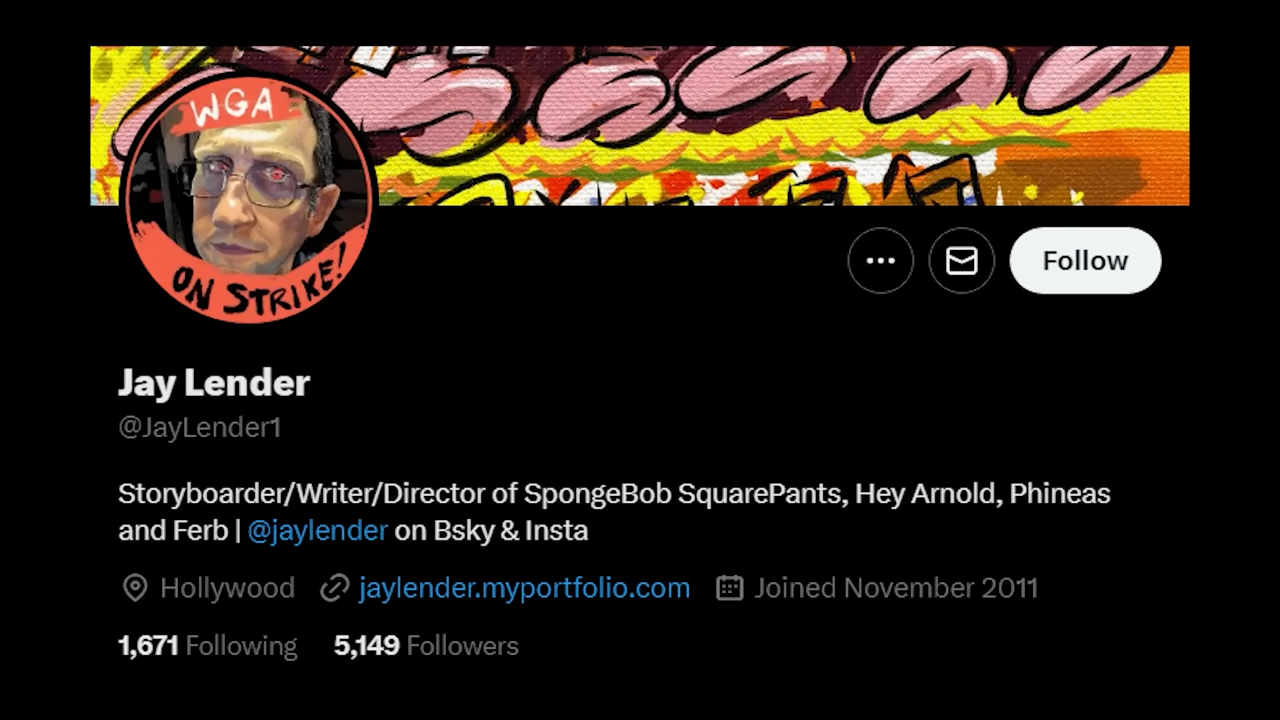 WGA
ON STRIKE!
Follow
Jay Lender
@JayLender1
Storyboarder/Writer/Director of SpongeBob SquarePants, Hey Arnold, Phineas
and Ferb | @jaylender on Bsky & Insta
Hollywood jaylender.myportfolio.com Joined November 2011
1,671 Following 5,149 Followers